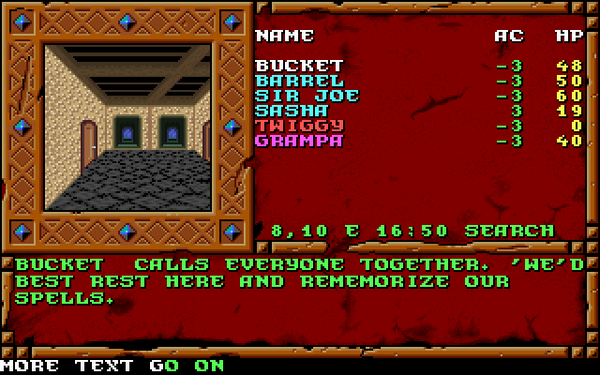 NAME AC HP
BUCKET -3 48
BARREL -3 50
SIR JOE -3 60
SASHA 3 19
TWIGGY -3 0
GRAMPA -3 40
8,10 E 16:50 SEARCH
BUCKET CALLS EVERYONE TOGETHER. 'WE'D
BEST REST HERE AND REMEMORIZE OUR
SPELLS.
MORE TEXT GO ON